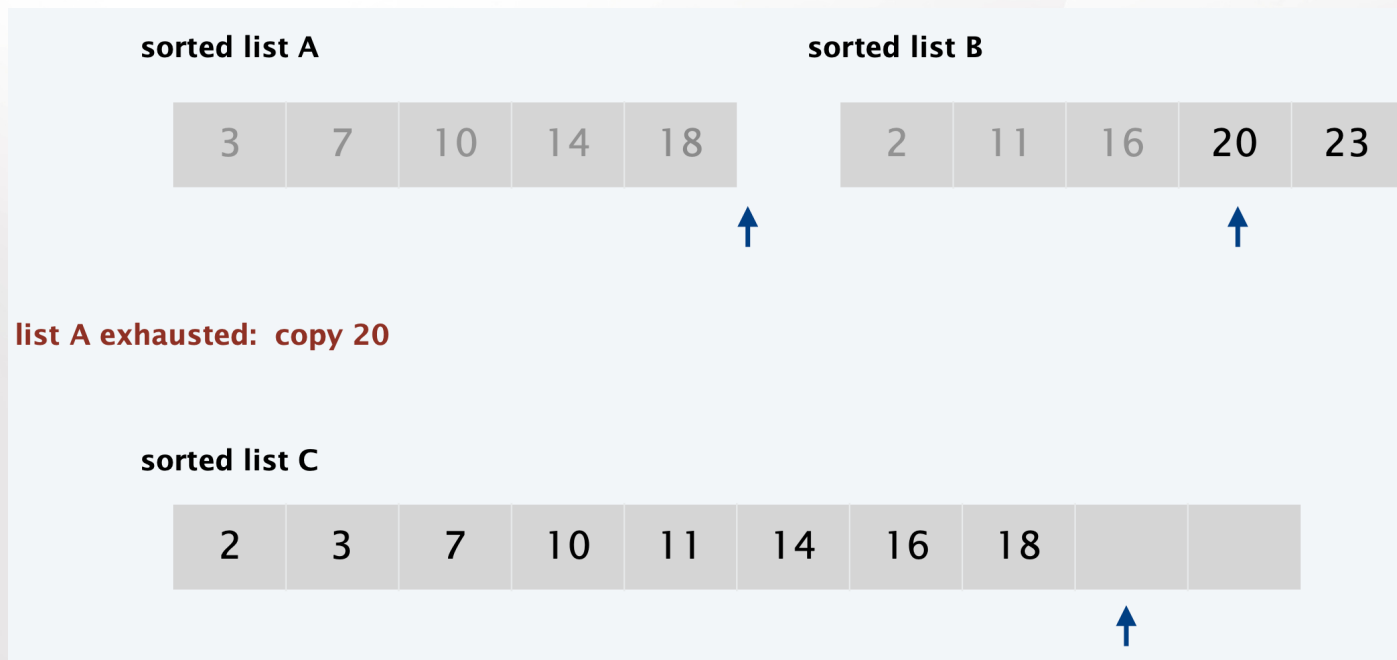 sorted list A
sorted list B
3 7 10 14 18
2 11 16 20 23
list A exhausted: copy 20
sorted list C
2 3 7 10 11 14 16 18